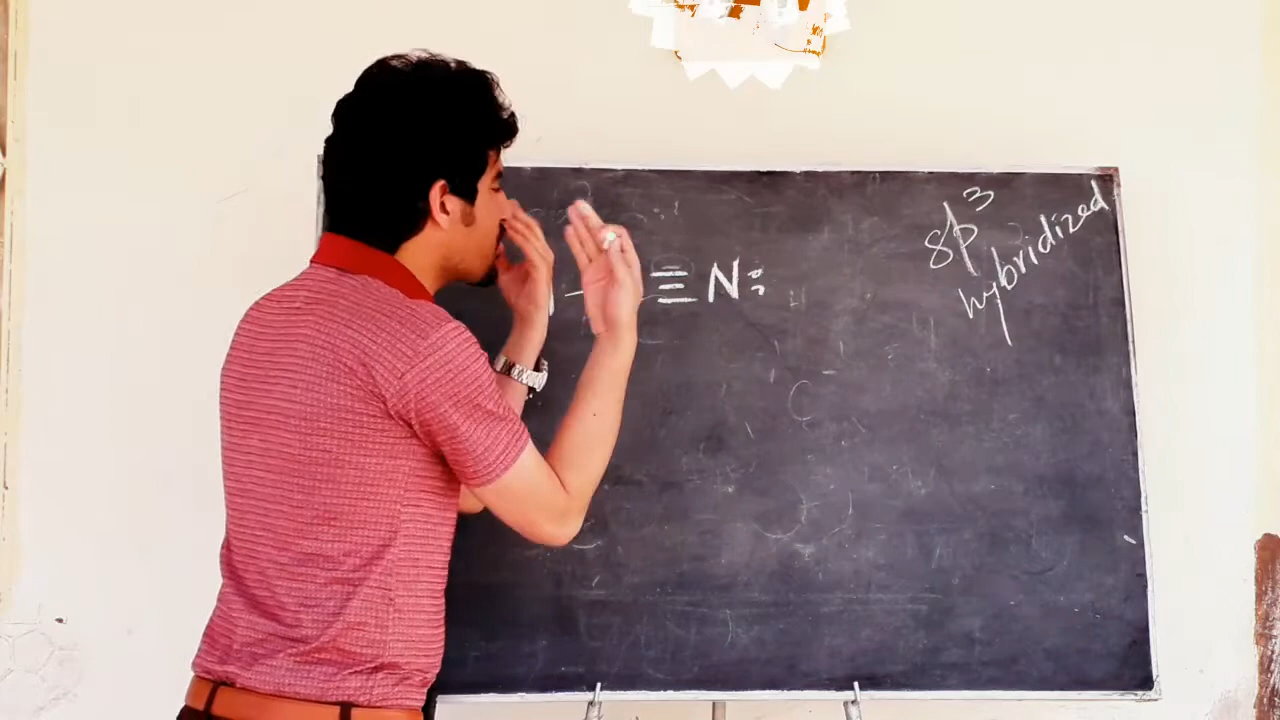 — ≡ N:
sp³
hybridized